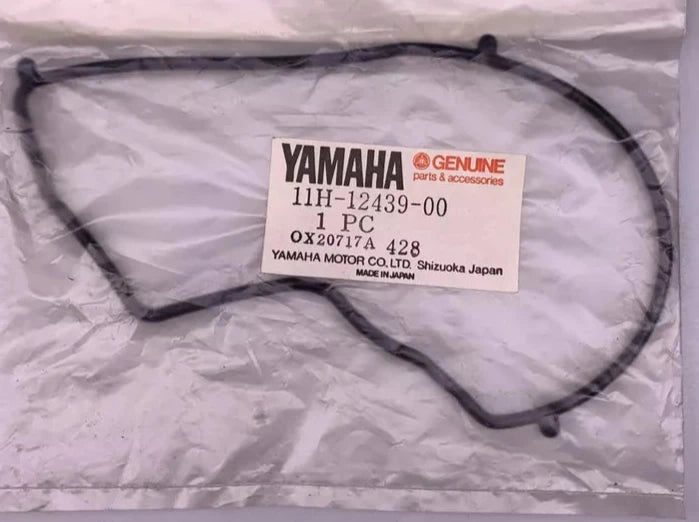 YAMAHA GENUINE
parts & accessories
11H-12439-00
1 PC
OX20717A 428
YAMAHA MOTOR CO. LTD. Shizuoka Japan
MADE IN JAPAN